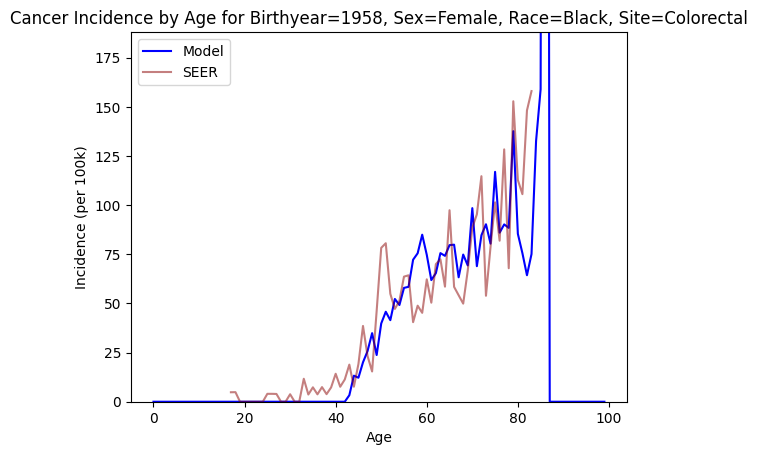 Cancer Incidence by Age for Birthyear=1958, Sex=Female, Race=Black, Site=Colorectal
Model
SEER
Incidence (per 100k)
175
150
125
100
75
50
25
0
0 20 40 60 80 100
Age